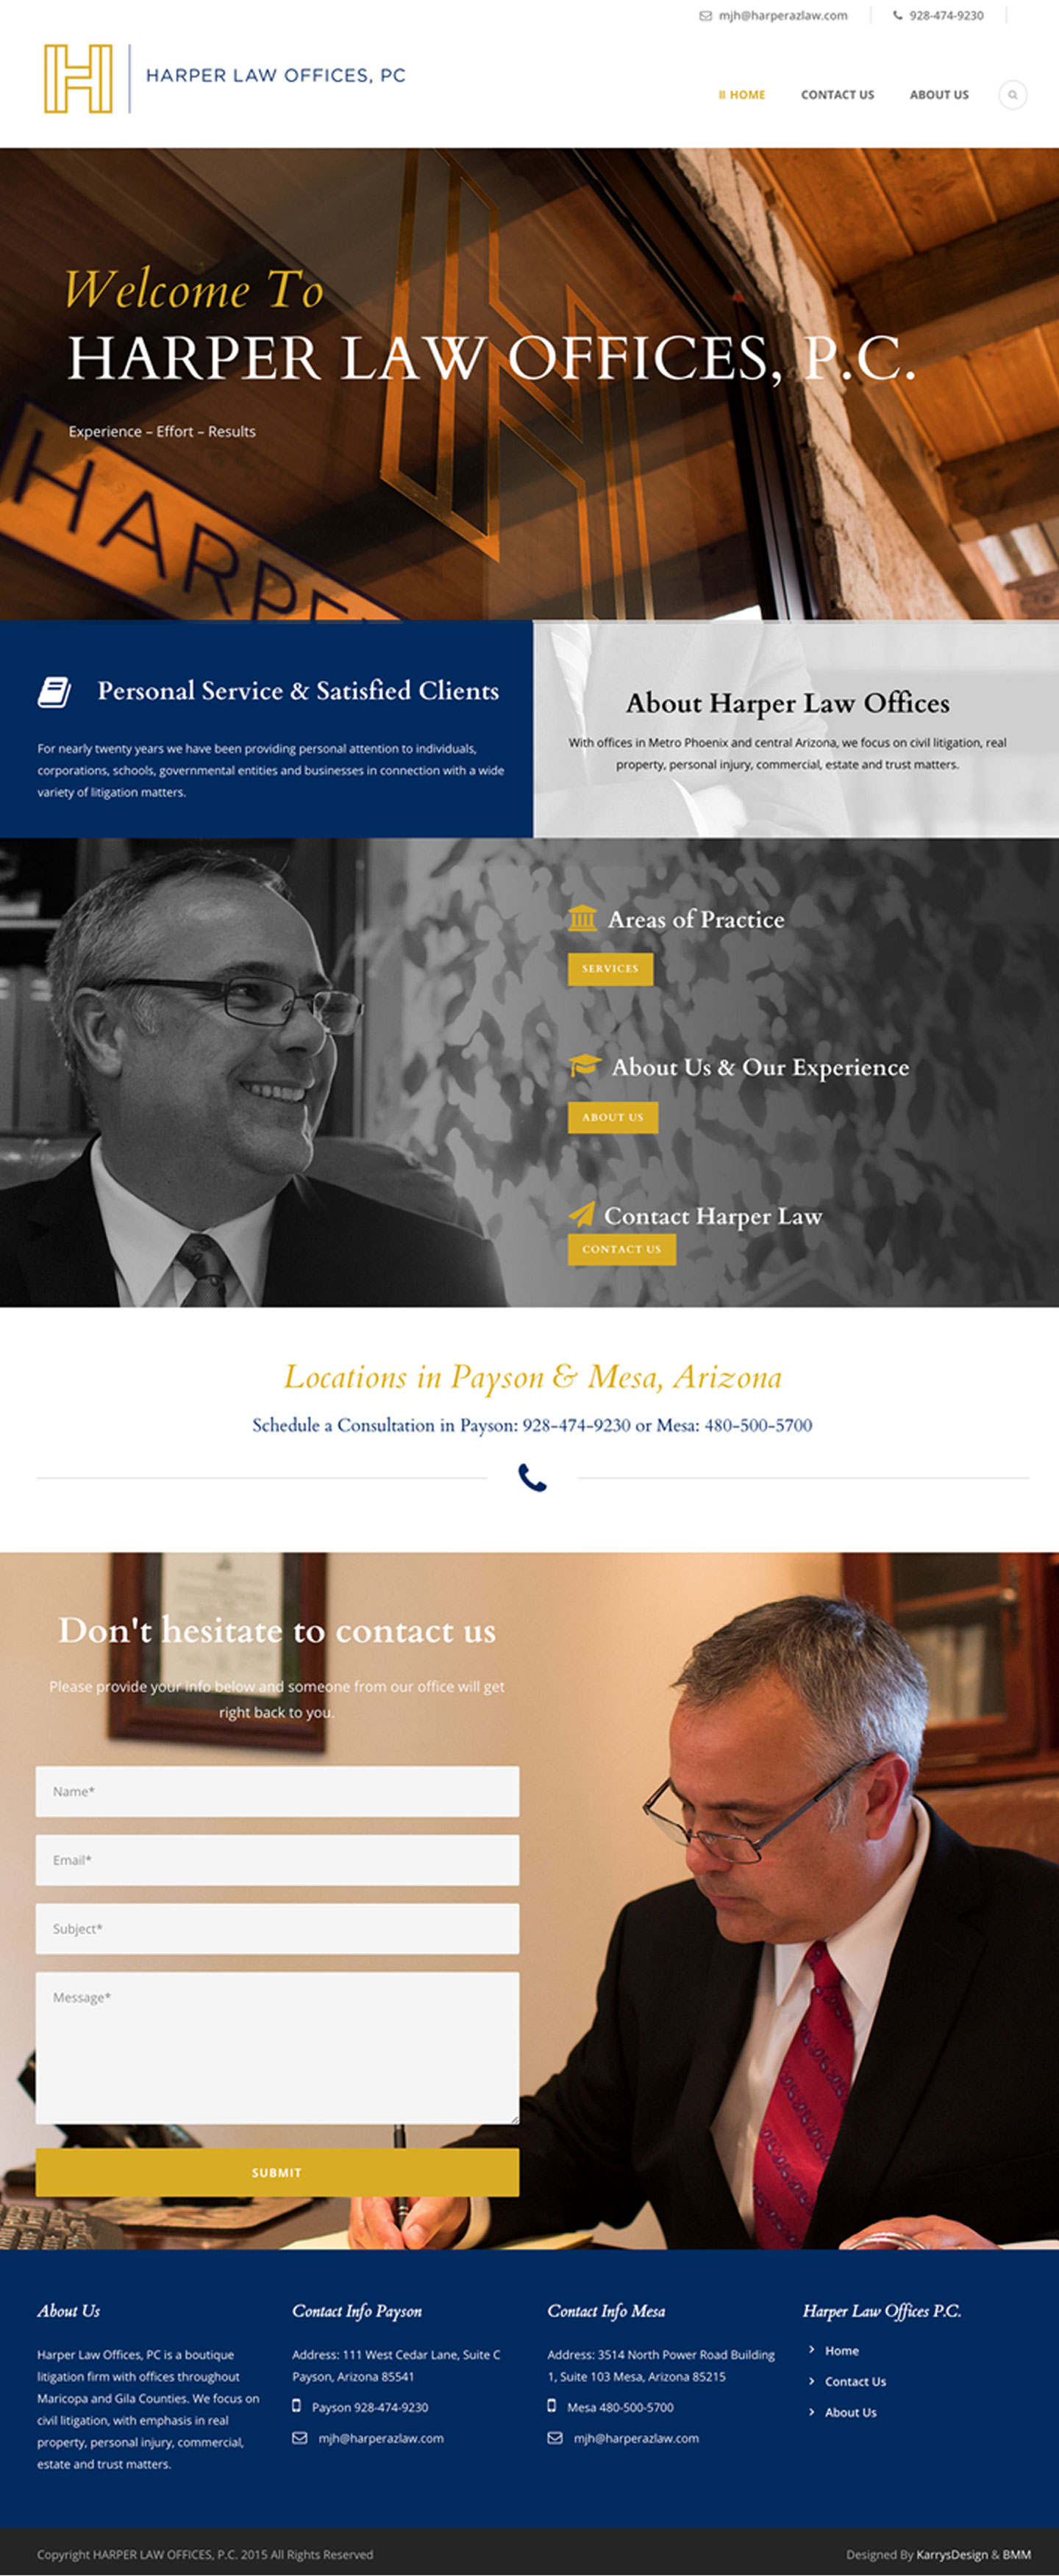 mjh@harperazlaw.com
928-474-9230
HARPER LAW OFFICES, PC
HOME
CONTACT US
ABOUT US
Welcome To
HARPER LAW OFFICES, P.C.
Experience – Effort – Results
HARPE
Personal Service & Satisfied Clients
For nearly twenty years we have been providing personal attention to individuals,
corporations, schools, governmental entities and businesses in connection with a wide
variety of litigation matters.
About Harper Law Offices
With offices in Metro Phoenix and central Arizona, we focus on civil litigation, real
property, personal injury, commercial, estate and trust matters.
Areas of Practice
SERVICES
About Us & Our Experience
ABOUT US
Contact Harper Law
CONTACT US
Locations in Payson & Mesa, Arizona
Schedule a Consultation in Payson: 928-474-9230 or Mesa: 480-500-5700
Don't hesitate to contact us
Please provide your info below and someone from our office will get
right back to you.
Name*
Email*
Subject*
Message*
SUBMIT
About Us
Harper Law Offices, PC is a boutique
litigation firm with offices throughout
Maricopa and Gila Counties. We focus on
civil litigation, with emphasis in real
property, personal injury, commercial,
estate and trust matters.
Contact Info Payson
Address: 111 West Cedar Lane, Suite C
Payson, Arizona 85541
Payson 928-474-9230
mjh@harperazlaw.com
Contact Info Mesa
Address: 3514 North Power Road Building
1, Suite 103 Mesa, Arizona 85215
Mesa 480-500-5700
mjh@harperazlaw.com
Harper Law Offices P.C.
Home
Contact Us
About Us
Copyright HARPER LAW OFFICES, P.C. 2015 All Rights Reserved
Designed By KarrysDesign & BMM